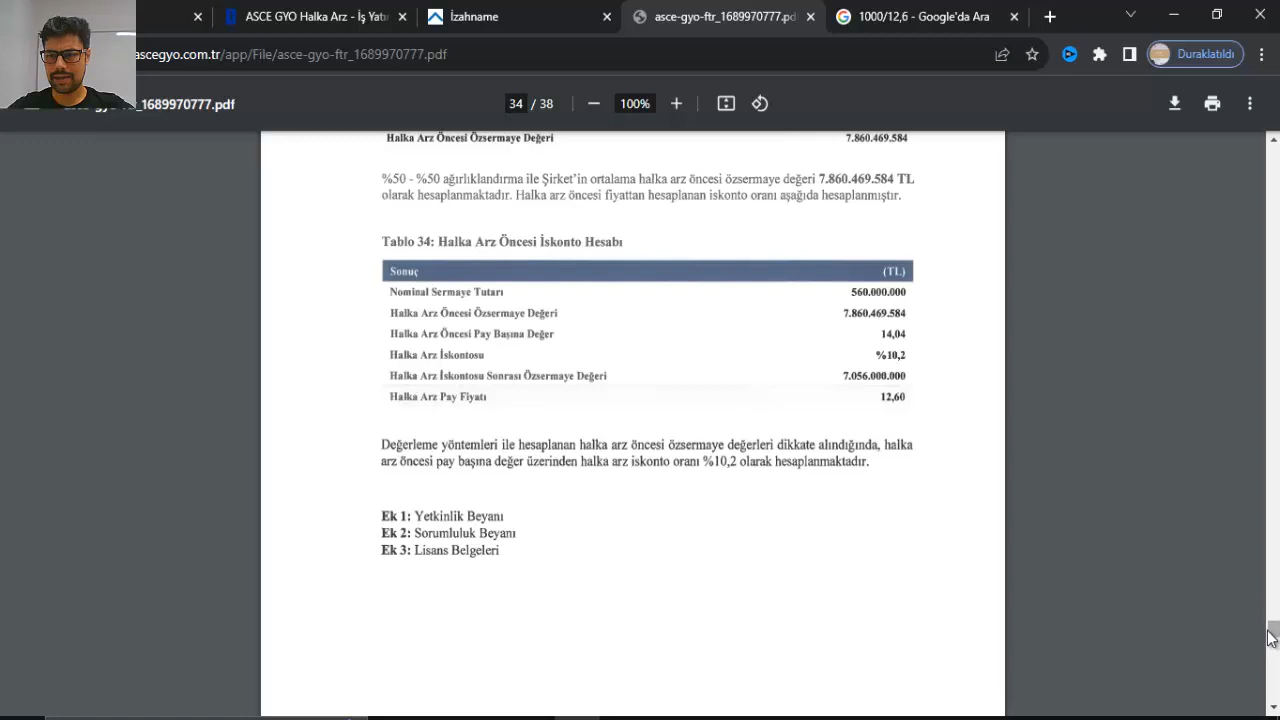 ASCE GYO Halka Arz - İş Yatır
İzahname
asce-gyo-ftr_1689970777.pdf
1000/12,6 - Google'da Ara
ascegyo.com.tr/app/File/asce-gyo-ftr_1689970777.pdf
Duraklatıldı
_1689970777.pdf
34 / 38
100%
Halka Arz Öncesi Özsermaye Değeri 7.860.469.584
%50 - %50 ağırlıklandırma ile Şirket'in ortalama halka arz öncesi özsermaye değeri 7.860.469.584 TL
olarak hesaplanmaktadır. Halka arz öncesi fiyattan hesaplanan iskonto oranı aşağıda hesaplanmıştır.
Tablo 34: Halka Arz Öncesi İskonto Hesabı
Sonuç (TL)
Nominal Sermaye Tutarı 560.000.000
Halka Arz Öncesi Özsermaye Değeri 7.860.469.584
Halka Arz Öncesi Pay Başına Değer 14,04
Halka Arz İskontosu %10,2
Halka Arz İskontosu Sonrası Özsermaye Değeri 7.056.000.000
Halka Arz Pay Fiyatı 12,60
Değerleme yöntemleri ile hesaplanan halka arz öncesi özsermaye değerleri dikkate alındığında, halka
arz öncesi pay başına değer üzerinden halka arz iskonto oranı %10,2 olarak hesaplanmaktadır.
Ek 1: Yetkinlik Beyanı
Ek 2: Sorumluluk Beyanı
Ek 3: Lisans Belgeleri